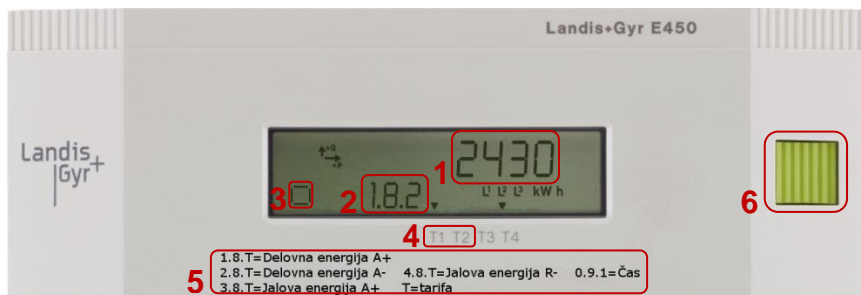 Landis+Gyr E450
Landis+
Gyr
+Q
+P
1 2430
3 2 1.8.2 L1 L2 L3 kWh
6
4 T1 T2 T3 T4
1.8.T=Delovna energija A+
2.8.T=Delovna energija A- 4.8.T=Jalova energija R- 0.9.1=Čas
5 3.8.T=Jalova energija A+ T=tarifa